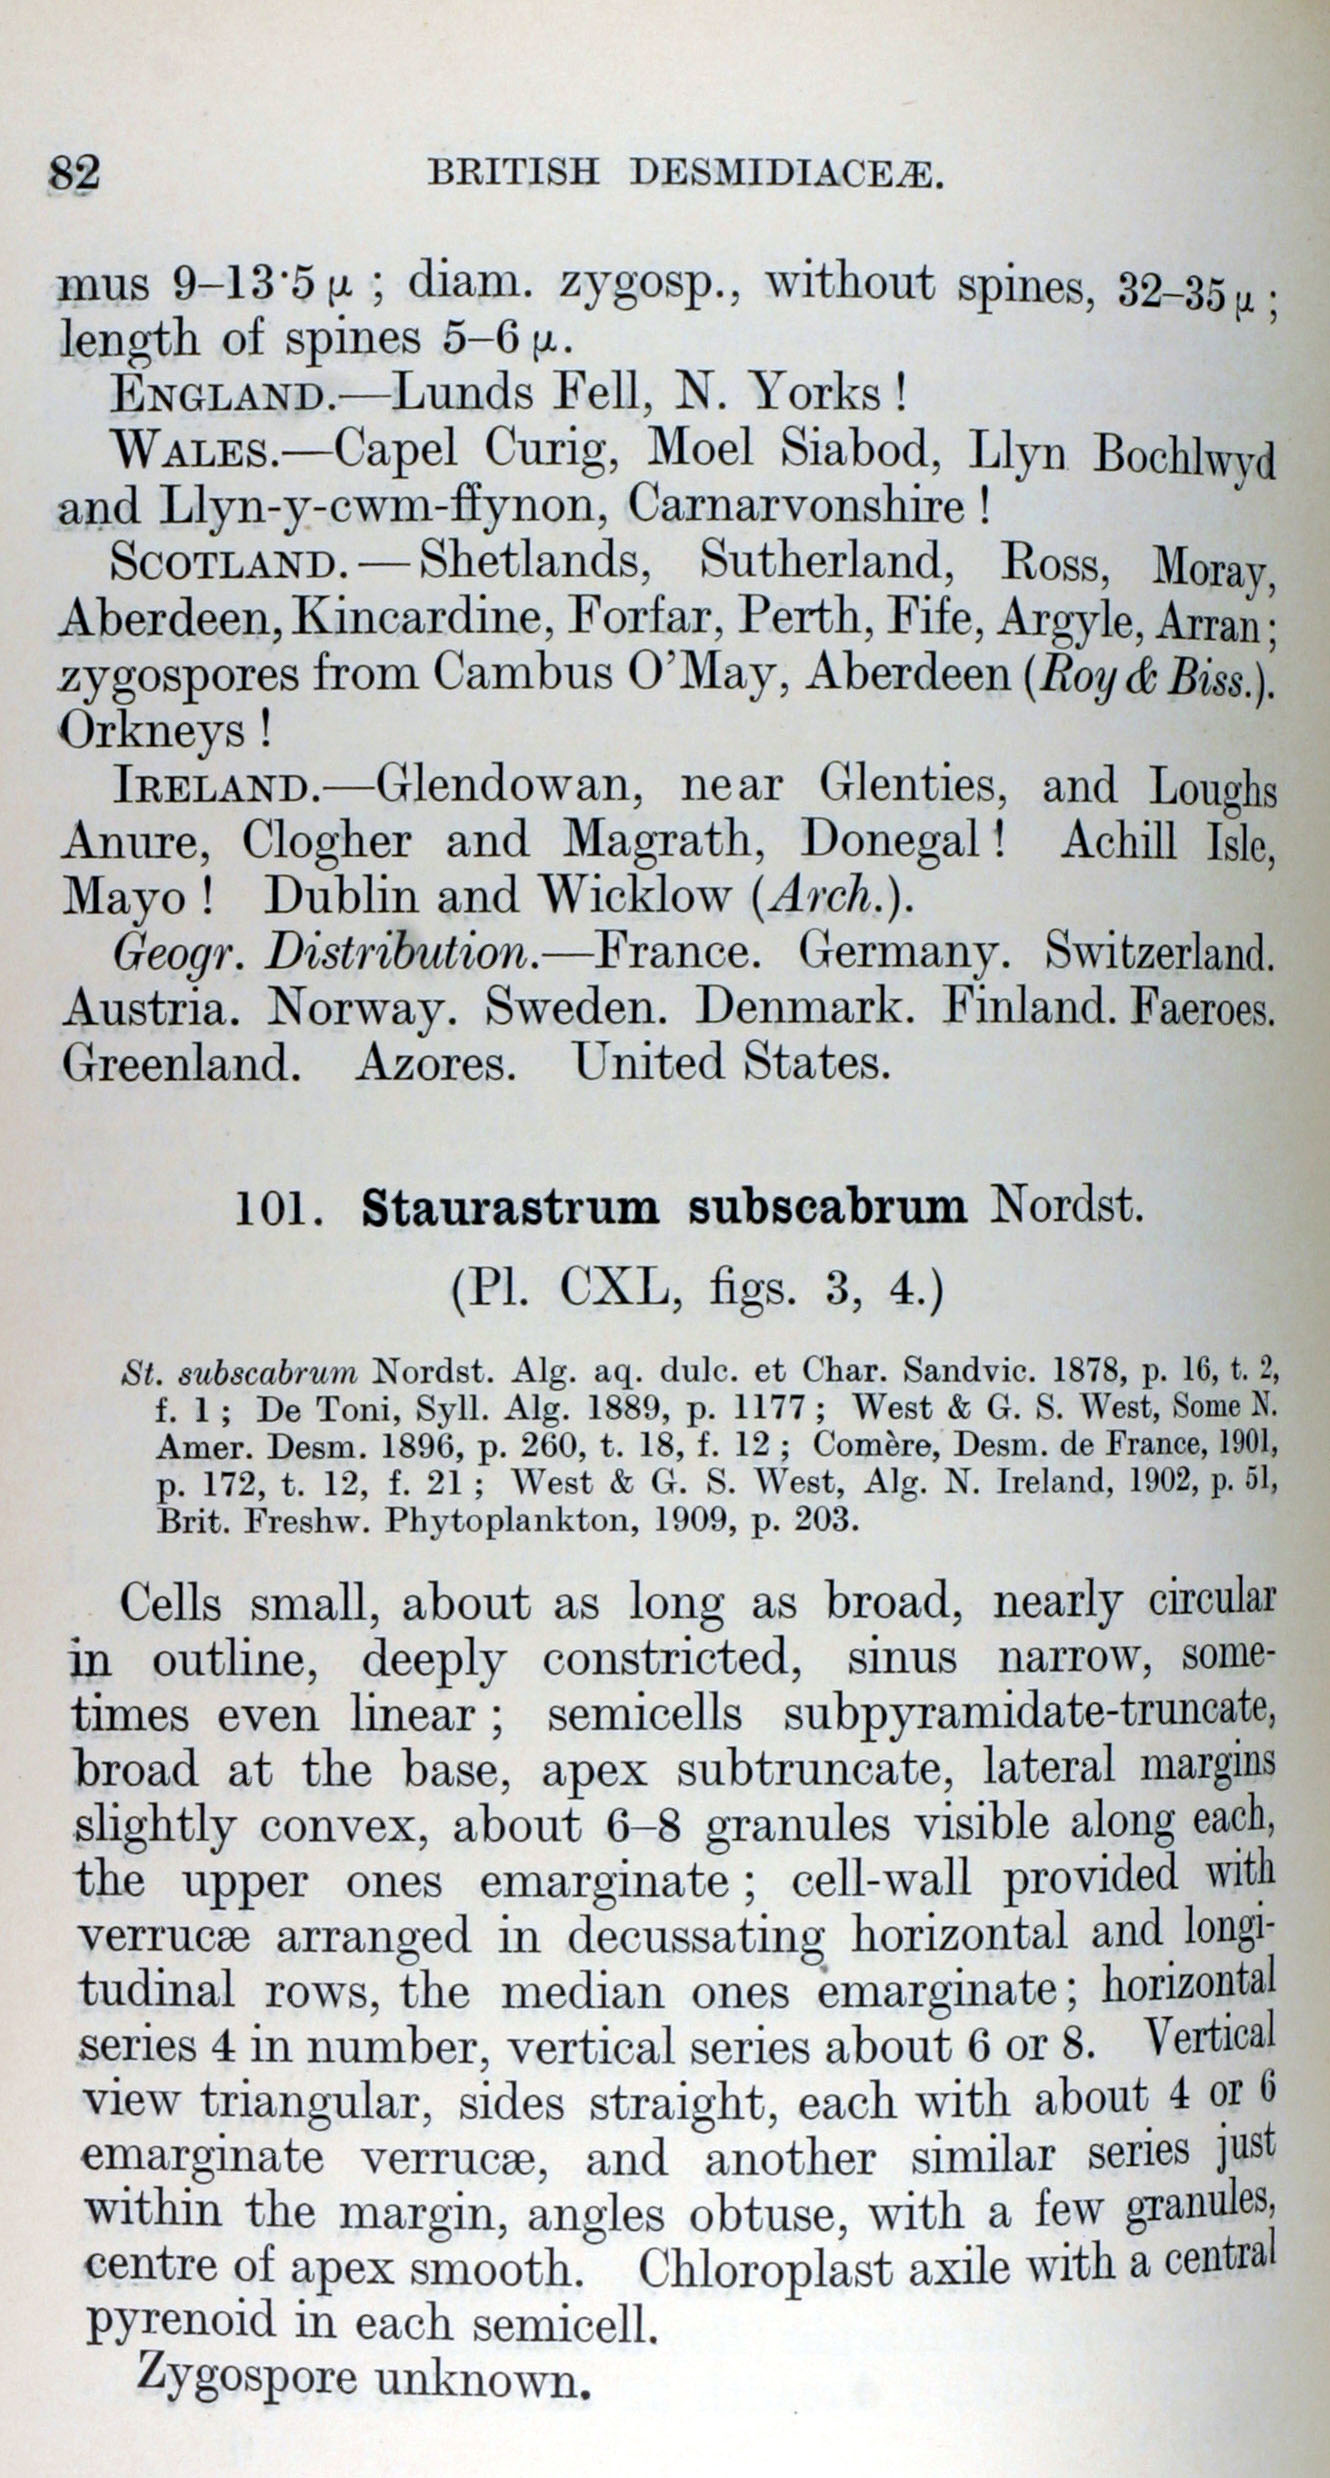 82 BRITISH DESMIDIACEÆ.
mus 9–13·5 μ ; diam. zygosp., without spines, 32–35 μ ;
length of spines 5–6 μ.
ENGLAND.—Lunds Fell, N. Yorks !
WALES.—Capel Curig, Moel Siabod, Llyn Bochlwyd
and Llyn-y-cwm-ffynon, Carnarvonshire !
SCOTLAND.—Shetlands, Sutherland, Ross, Moray,
Aberdeen, Kincardine, Forfar, Perth, Fife, Argyle, Arran ;
zygospores from Cambus O'May, Aberdeen (Roy & Biss.).
Orkneys !
IRELAND.—Glendowan, near Glenties, and Loughs
Anure, Clogher and Magrath, Donegal ! Achill Isle,
Mayo ! Dublin and Wicklow (Arch.).
Geogr. Distribution.—France. Germany. Switzerland.
Austria. Norway. Sweden. Denmark. Finland. Faeroes.
Greenland. Azores. United States.
101. Staurastrum subscabrum Nordst.
(Pl. CXL, figs. 3, 4.)
St. subscabrum Nordst. Alg. aq. dulc. et Char. Sandvic. 1878, p. 16, t. 2,
f. 1 ; De Toni, Syll. Alg. 1889, p. 1177 ; West & G. S. West, Some N.
Amer. Desm. 1896, p. 260, t. 18, f. 12 ; Comère, Desm. de France, 1901,
p. 172, t. 12, f. 21 ; West & G. S. West, Alg. N. Ireland, 1902, p. 51,
Brit. Freshw. Phytoplankton, 1909, p. 203.
Cells small, about as long as broad, nearly circular
in outline, deeply constricted, sinus narrow, some-
times even linear ; semicells subpyramidate-truncate,
broad at the base, apex subtruncate, lateral margins
slightly convex, about 6–8 granules visible along each,
the upper ones emarginate ; cell-wall provided with
verrucæ arranged in decussating horizontal and longi-
tudinal rows, the median ones emarginate ; horizontal
series 4 in number, vertical series about 6 or 8. Vertical
view triangular, sides straight, each with about 4 or 6
emarginate verrucæ, and another similar series just
within the margin, angles obtuse, with a few granules,
centre of apex smooth. Chloroplast axile with a central
pyrenoid in each semicell.
Zygospore unknown.